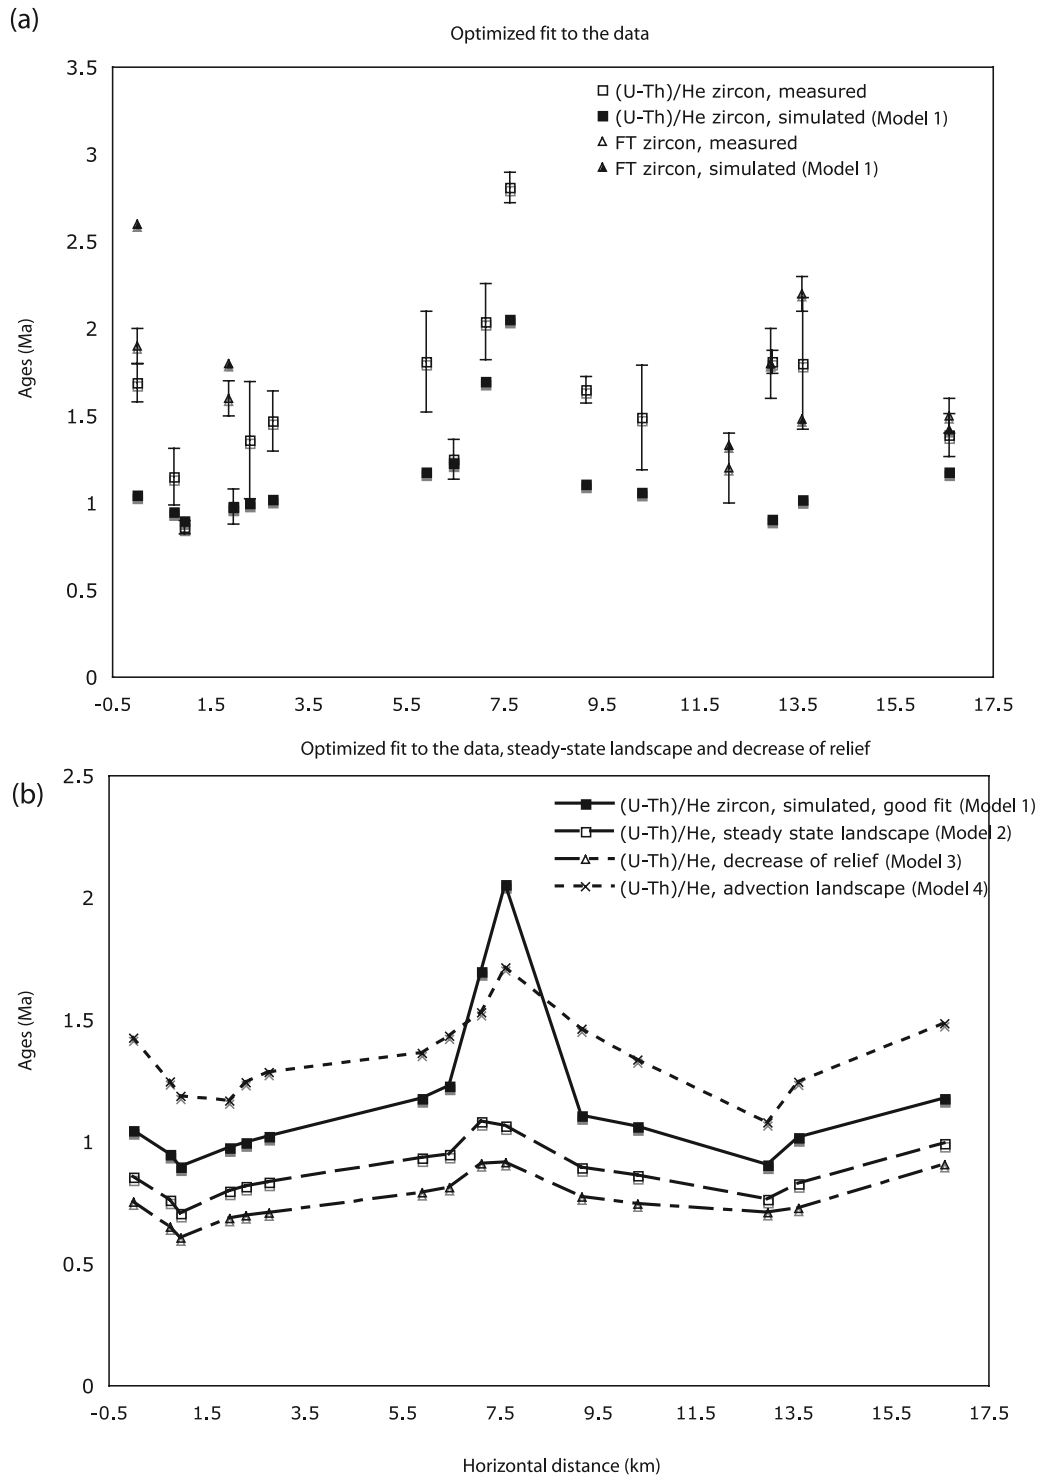 (a)
Optimized fit to the data
3.5
3
2.5
2
1.5
1
0.5
0
Ages (Ma)
(U-Th)/He zircon, measured
(U-Th)/He zircon, simulated (Model 1)
FT zircon, measured
FT zircon, simulated (Model 1)
-0.5 1.5 3.5 5.5 7.5 9.5 11.5 13.5 15.5 17.5
Optimized fit to the data, steady-state landscape and decrease of relief
(b)
2.5
2
1.5
1
0.5
0
Ages (Ma)
(U-Th)/He zircon, simulated, good fit (Model 1)
(U-Th)/He, steady state landscape (Model 2)
(U-Th)/He, decrease of relief (Model 3)
(U-Th)/He, advection landscape (Model 4)
-0.5 1.5 3.5 5.5 7.5 9.5 11.5 13.5 15.5 17.5
Horizontal distance (km)